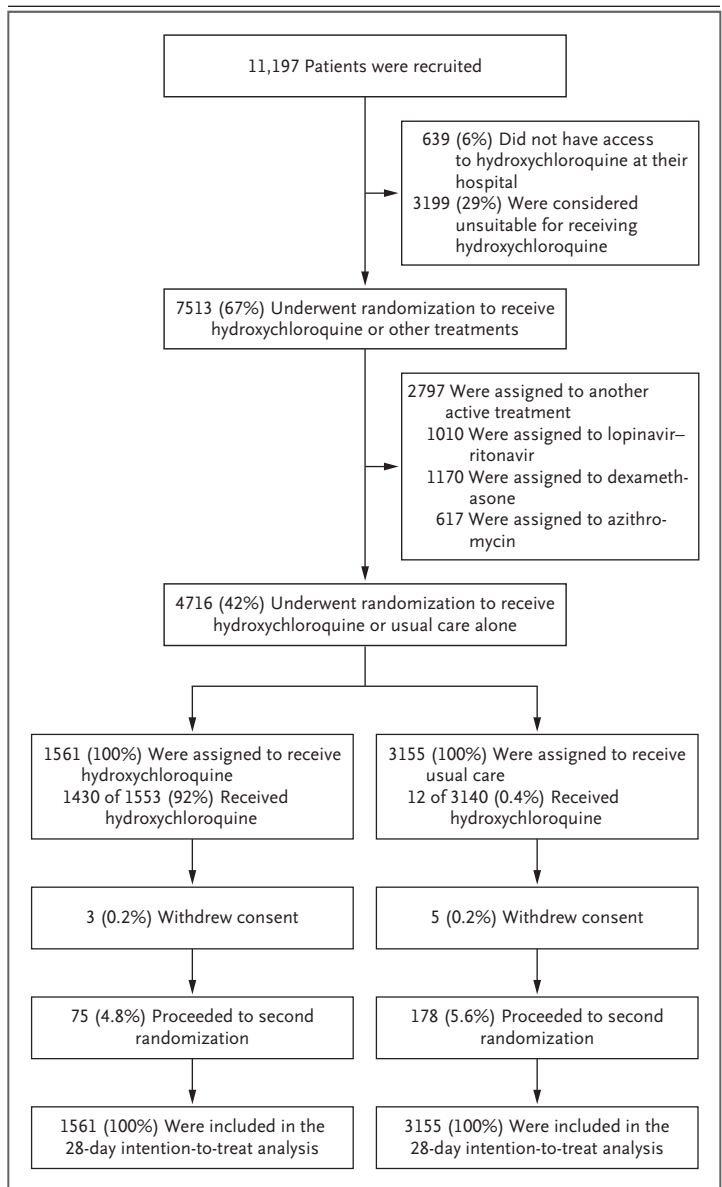 11,197 Patients were recruited
639 (6%) Did not have access
to hydroxychloroquine at their
hospital
3199 (29%) Were considered
unsuitable for receiving
hydroxychloroquine
7513 (67%) Underwent randomization to receive
hydroxychloroquine or other treatments
2797 Were assigned to another
active treatment
1010 Were assigned to lopinavir–
ritonavir
1170 Were assigned to dexameth-
asone
617 Were assigned to azithro-
mycin
4716 (42%) Underwent randomization to receive
hydroxychloroquine or usual care alone
1561 (100%) Were assigned to receive
hydroxychloroquine
1430 of 1553 (92%) Received
hydroxychloroquine
3155 (100%) Were assigned to receive
usual care
12 of 3140 (0.4%) Received
hydroxychloroquine
3 (0.2%) Withdrew consent
5 (0.2%) Withdrew consent
75 (4.8%) Proceeded to second
randomization
178 (5.6%) Proceeded to second
randomization
1561 (100%) Were included in the
28-day intention-to-treat analysis
3155 (100%) Were included in the
28-day intention-to-treat analysis